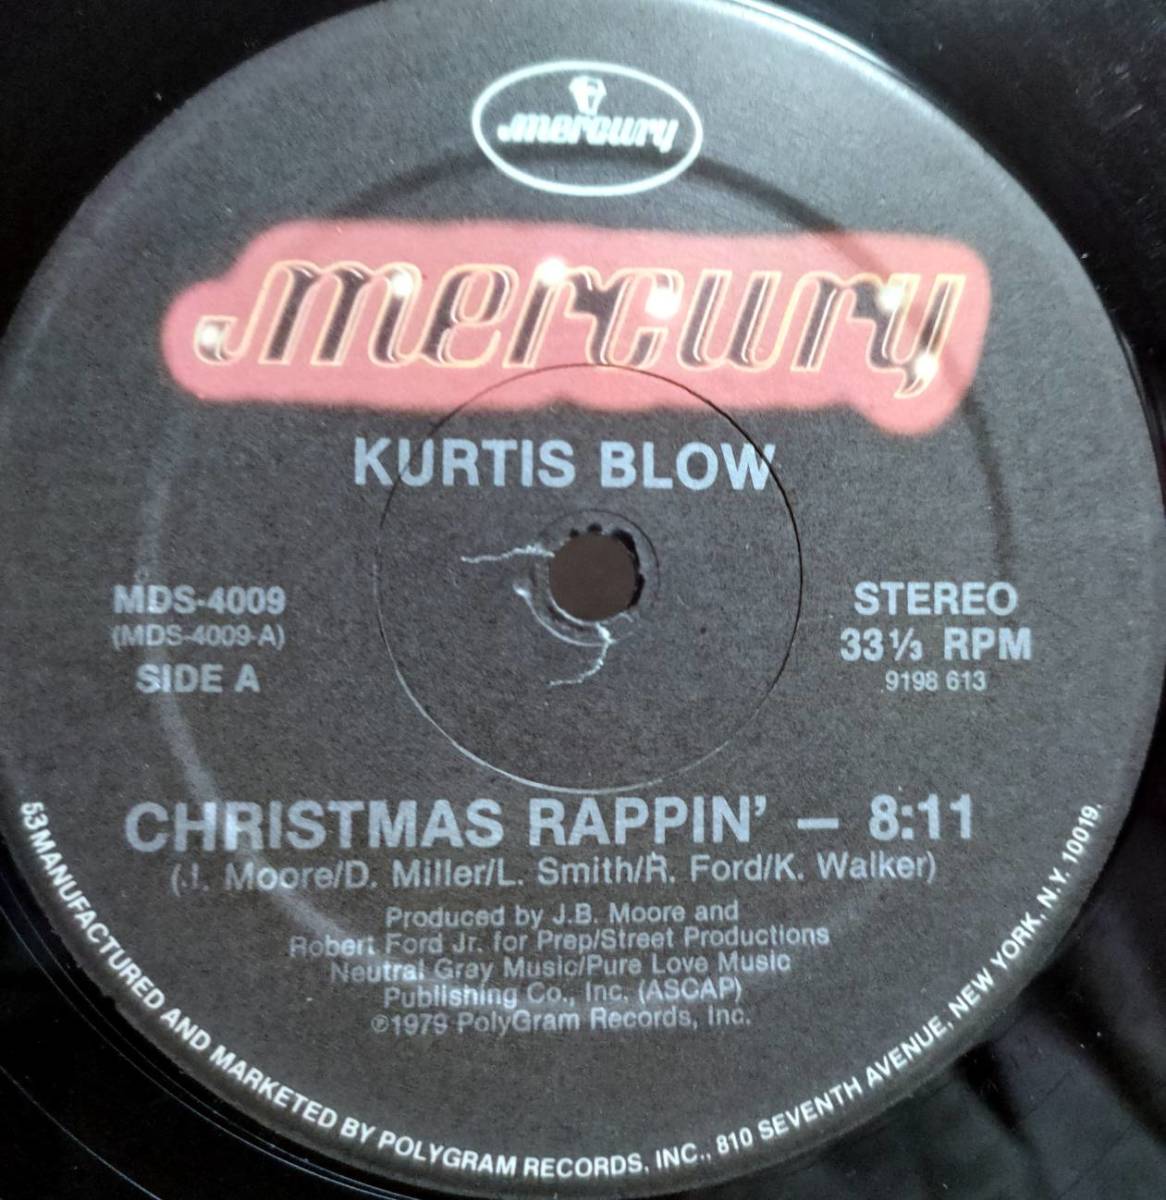 mercury
mercury
KURTIS BLOW
MDS-4009
(MDS-4009-A)
SIDE A
STEREO
33⅓ RPM
9198 613
CHRISTMAS RAPPIN' — 8:11
(J. Moore/D. Miller/L. Smith/R. Ford/K. Walker)
Produced by J.B. Moore and
Robert Ford Jr. for Prep/Street Productions
Neutral Gray Music/Pure Love Music
Publishing Co., Inc. (ASCAP)
℗1979 PolyGram Records, Inc.
53 MANUFACTURED AND MARKETED BY POLYGRAM RECORDS, INC., 810 SEVENTH AVENUE, NEW YORK, N.Y. 10019.